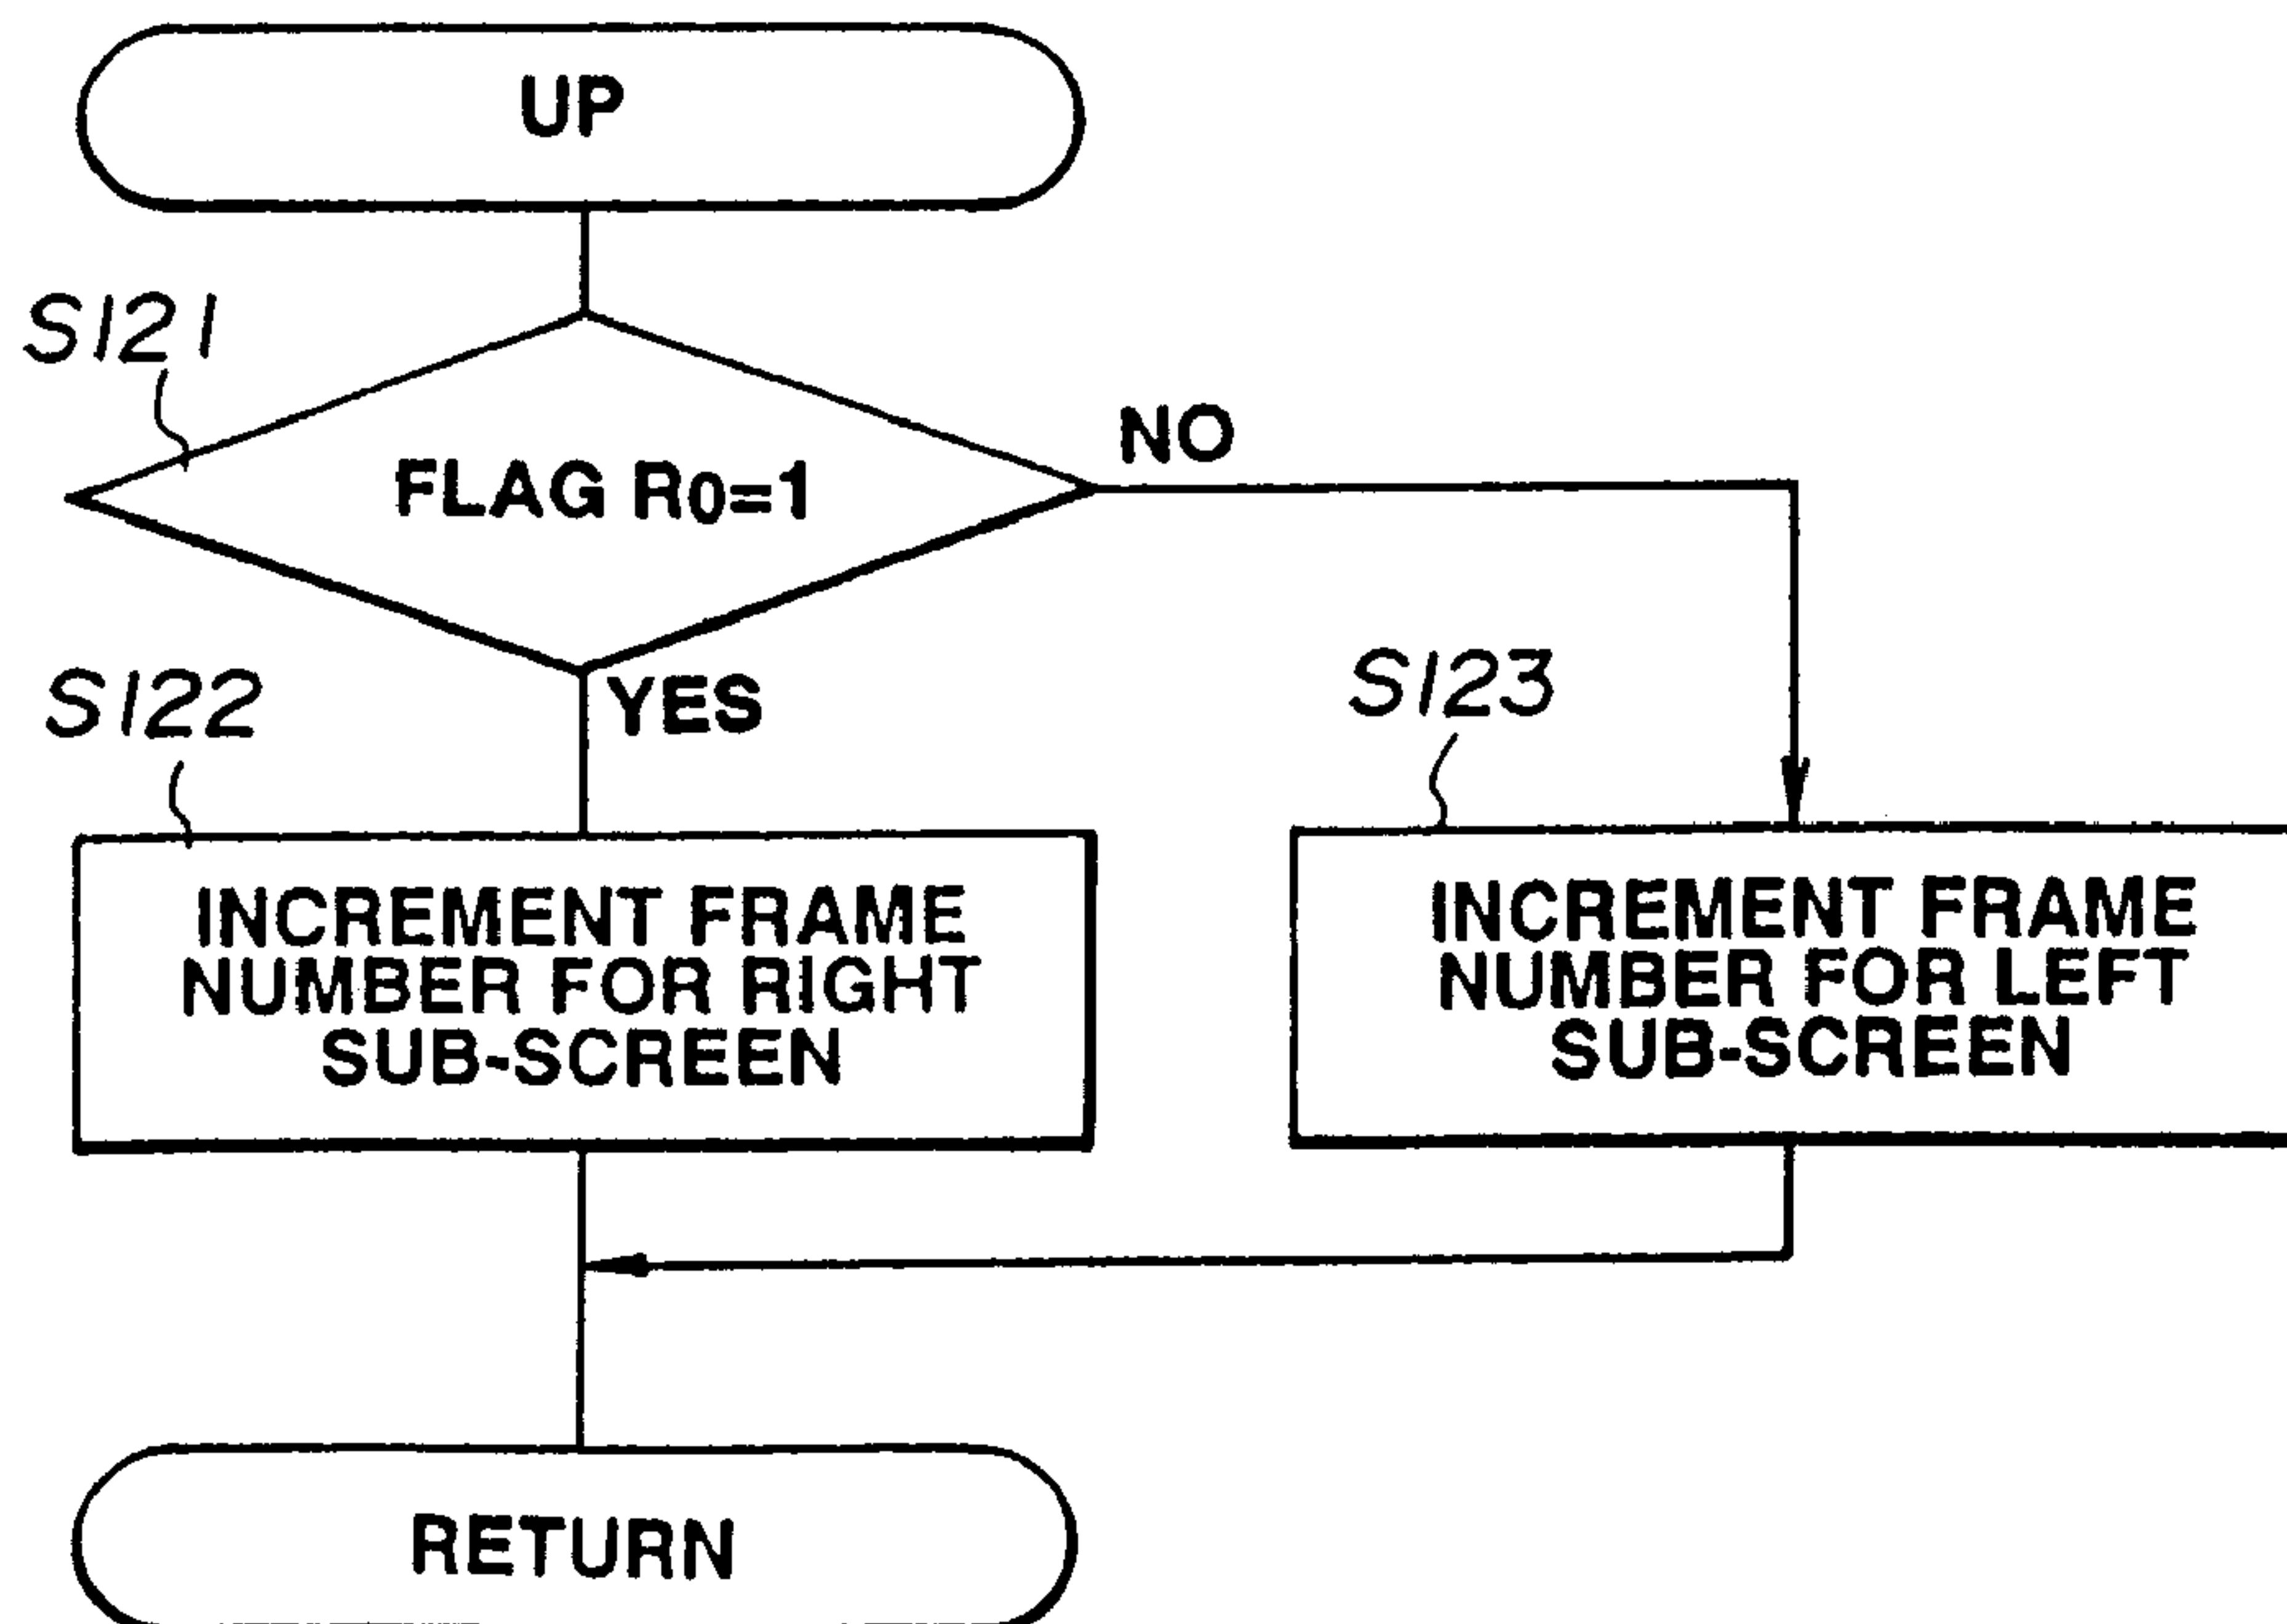 UP
S121
FLAG R0=1
NO
YES
S122
S123
INCREMENT FRAME
NUMBER FOR RIGHT
SUB-SCREEN
INCREMENT FRAME
NUMBER FOR LEFT
SUB-SCREEN
RETURN